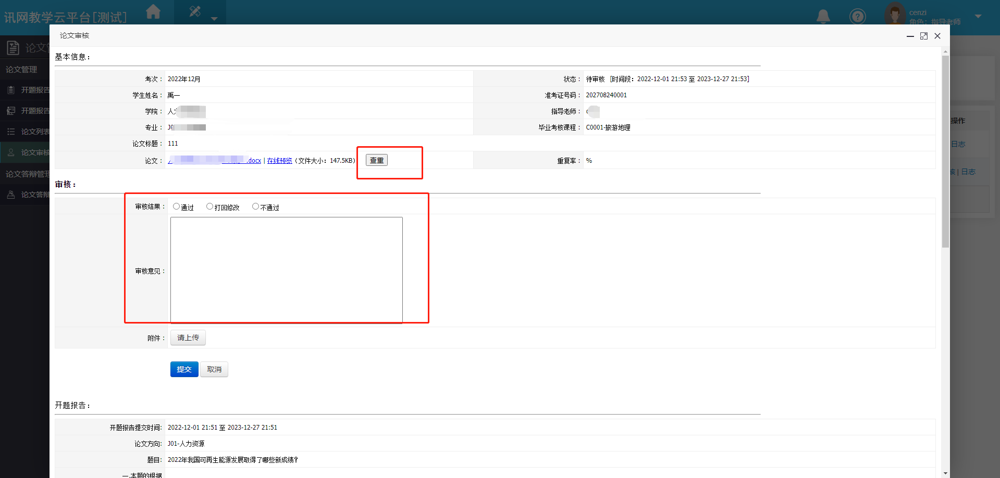 讯网教学云平台[测试]
cenzi
角色：指导老师
论文审核
论文管理
开题报告
开题报告
论文列表
论文审核
论文答辩管理
论文答辩
操作
日志
核 | 日志
基本信息：
考次： 2022年12月 状态： 待审核 [时间段：2022-12-01 21:53 至 2023-12-27 21:53]
学生姓名： 禹一 准考证号码： 202708240001
学院： 人 指导老师： c
专业： J0 毕业考核课程： C0001-旅游地理
论文标题： 111
论文： .docx | 在线预览 (文件大小：147.5KB) 查重 重复率： %
审核：
审核结果： 通过 打回修改 不通过
审核意见：
附件： 请上传
提交 取消
开题报告：
开题报告提交时间: 2022-12-01 21:51 至 2023-12-27 21:51
论文方向: J01-人力资源
题目: 2022年我国可再生能源发展取得了哪些新成绩？
一.本题的根据